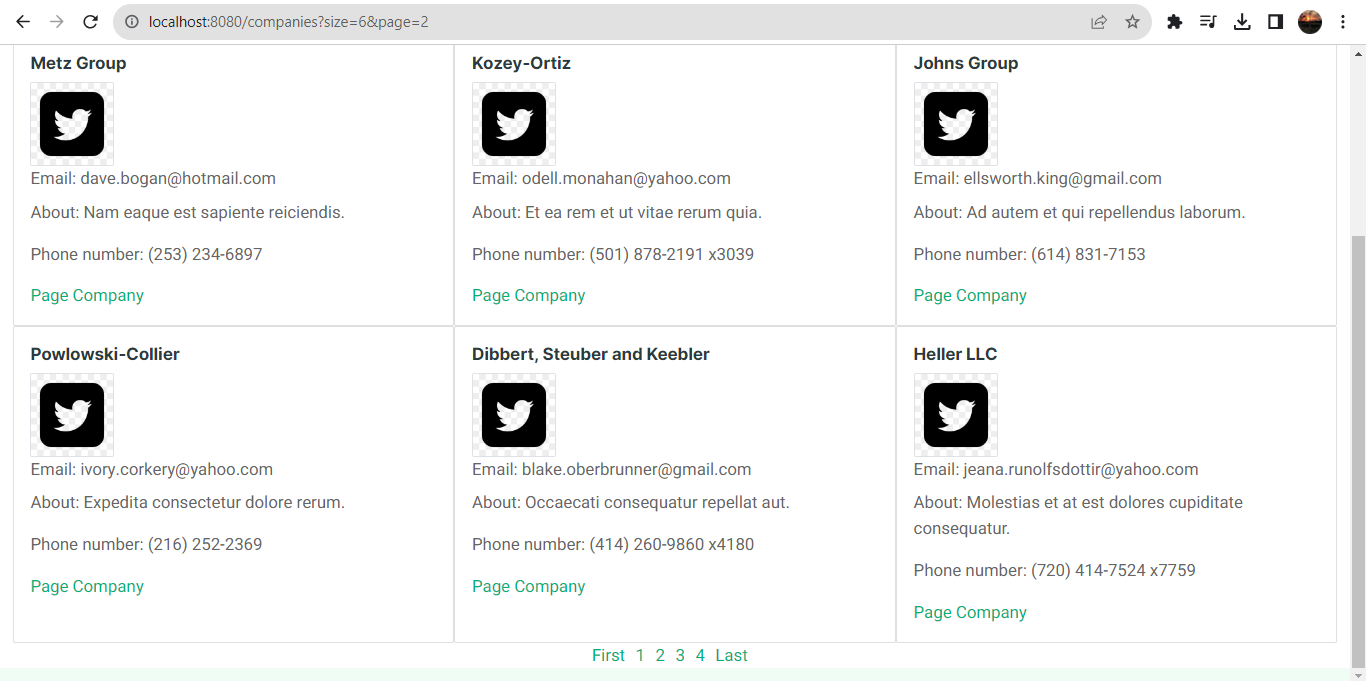 localhost:8080/companies?size=6&page=2
Metz Group
Email: dave.bogan@hotmail.com
About: Nam eaque est sapiente reiciendis.
Phone number: (253) 234-6897
Page Company
Kozey-Ortiz
Email: odell.monahan@yahoo.com
About: Et ea rem et ut vitae rerum quia.
Phone number: (501) 878-2191 x3039
Page Company
Johns Group
Email: ellsworth.king@gmail.com
About: Ad autem et qui repellendus laborum.
Phone number: (614) 831-7153
Page Company
Powlowski-Collier
Email: ivory.corkery@yahoo.com
About: Expedita consectetur dolore rerum.
Phone number: (216) 252-2369
Page Company
Dibbert, Steuber and Keebler
Email: blake.oberbrunner@gmail.com
About: Occaecati consequatur repellat aut.
Phone number: (414) 260-9860 x4180
Page Company
Heller LLC
Email: jeana.runolfsdottir@yahoo.com
About: Molestias et at est dolores cupiditate
consequatur.
Phone number: (720) 414-7524 x7759
Page Company
First 1 2 3 4 Last